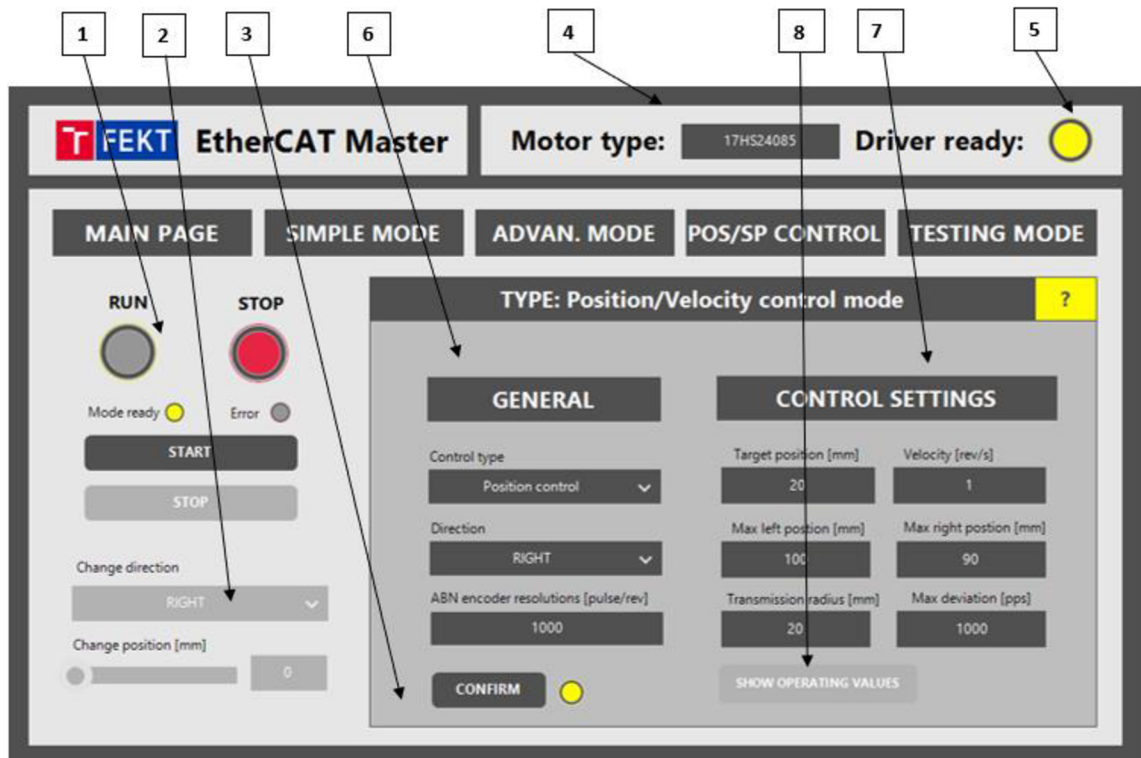 1 2 3 6 4 8 7 5
T FEKT EtherCAT Master
Motor type: 17HS24085 Driver ready:
MAIN PAGE SIMPLE MODE ADVAN. MODE POS/SP CONTROL TESTING MODE
RUN STOP
Mode ready Error
START
STOP
Change direction
RIGHT
Change position [mm]
0
TYPE: Position/Velocity control mode ?
GENERAL
Control type
Position control
Direction
RIGHT
ABN encoder resolutions [pulse/rev]
1000
CONFIRM
CONTROL SETTINGS
Target position [mm] Velocity [rev/s]
20 1
Max left postion [mm] Max right postion [mm]
100 90
Transmission radius [mm] Max deviation [pps]
20 1000
SHOW OPERATING VALUES